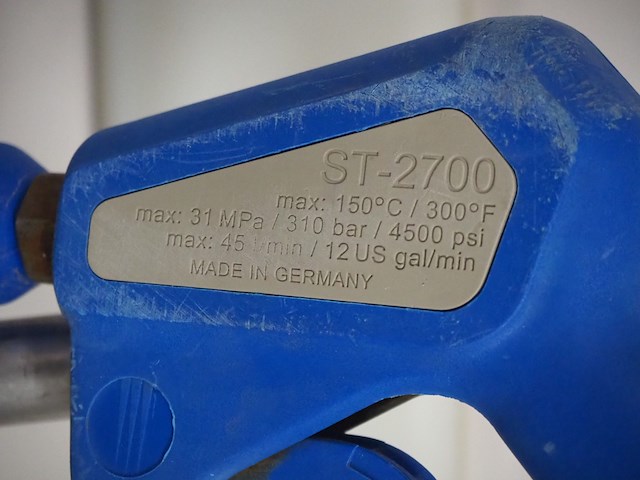 ST-2700
max: 150°C / 300°F
max: 31 MPa / 310 bar / 4500 psi
max: 45 /min / 12 US gal/min
MADE IN GERMANY